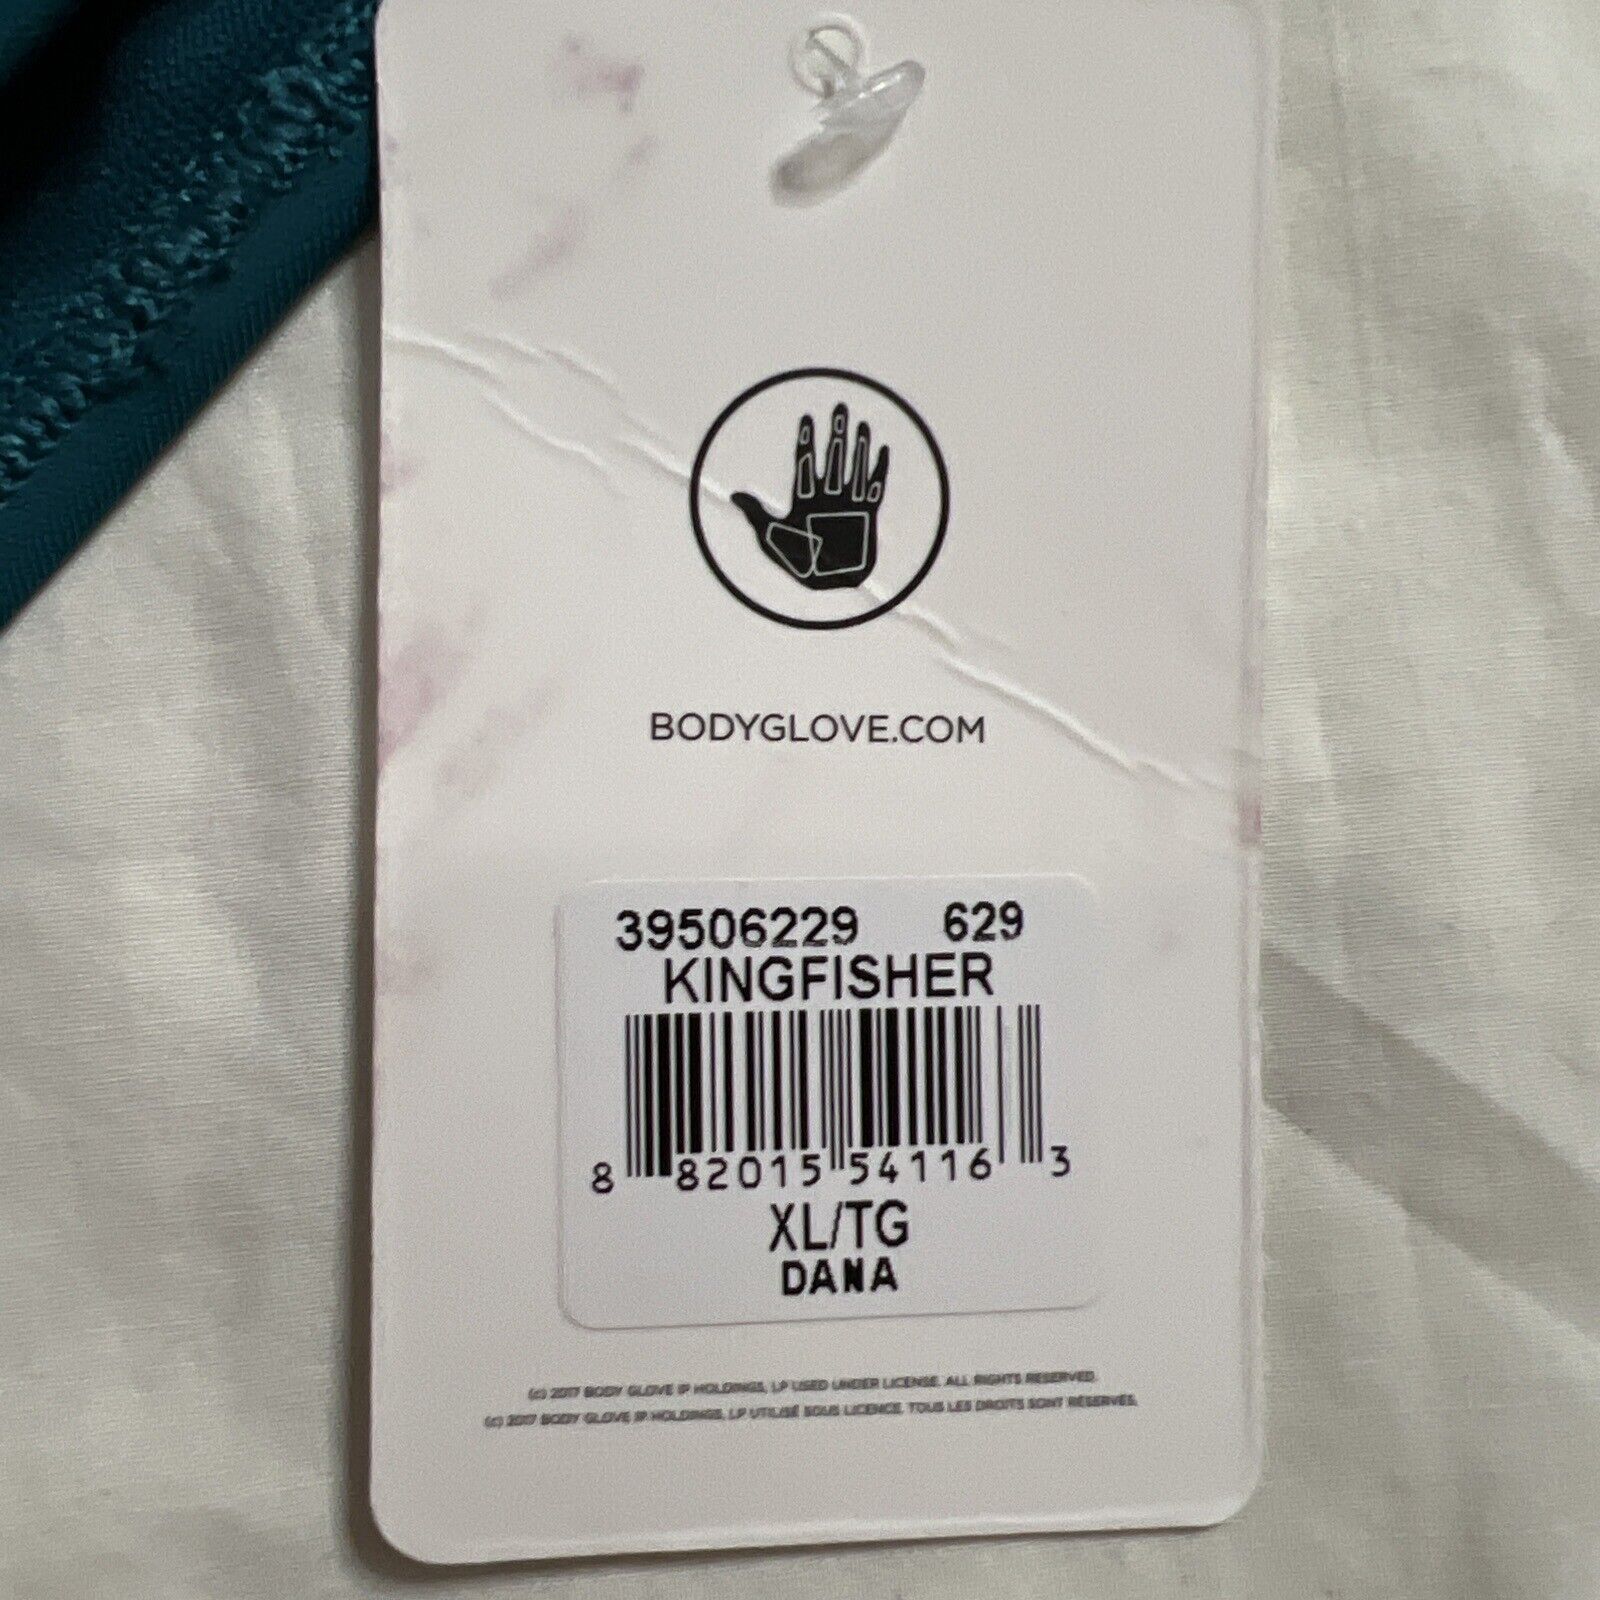 BODYGLOVE.COM
39506229 629
KINGFISHER
8 82015 54116 3
XL/TG
DANA
(c) 2017 BODY GLOVE IP HOLDINGS, LP USED UNDER LICENSE. ALL RIGHTS RESERVED.
(c) 2017 BODY GLOVE IP HOLDINGS, LP UTILISÉ SOUS LICENCE. TOUS LES DROITS SONT RÉSERVÉS.